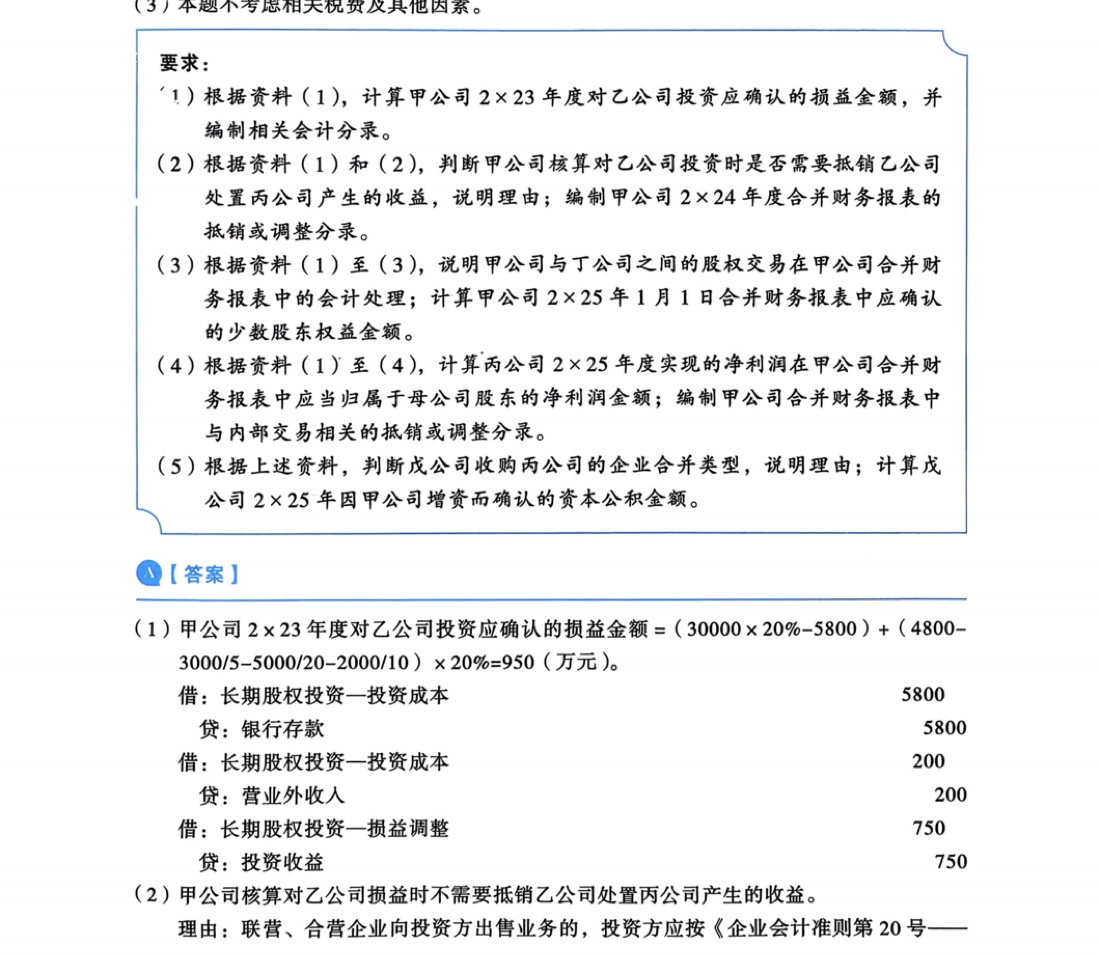 （3）本题不考虑相关税费及其他因素。
要求：
（1）根据资料（1），计算甲公司 2×23 年度对乙公司投资应确认的损益金额，并
编制相关会计分录。
（2）根据资料（1）和（2），判断甲公司核算对乙公司投资时是否需要抵销乙公司
处置丙公司产生的收益，说明理由；编制甲公司 2×24 年度合并财务报表的
抵销或调整分录。
（3）根据资料（1）至（3），说明甲公司与丁公司之间的股权交易在甲公司合并财
务报表中的会计处理；计算甲公司 2×25 年 1 月 1 日合并财务报表中应确认
的少数股东权益金额。
（4）根据资料（1）至（4），计算丙公司 2×25 年度实现的净利润在甲公司合并财
务报表中应当归属于母公司股东的净利润金额；编制甲公司合并财务报表中
与内部交易相关的抵销或调整分录。
（5）根据上述资料，判断戊公司收购丙公司的企业合并类型，说明理由；计算戊
公司 2×25 年因甲公司增资而确认的资本公积金额。
【答案】
（1）甲公司 2×23 年度对乙公司投资应确认的损益金额 =（30000×20%-5800）+（4800-
3000/5-5000/20-2000/10）×20%=950（万元）。
借：长期股权投资—投资成本 5800
贷：银行存款 5800
借：长期股权投资—投资成本 200
贷：营业外收入 200
借：长期股权投资—损益调整 750
贷：投资收益 750
（2）甲公司核算对乙公司损益时不需要抵销乙公司处置丙公司产生的收益。
理由：联营、合营企业向投资方出售业务的，投资方应按《企业会计准则第 20 号——